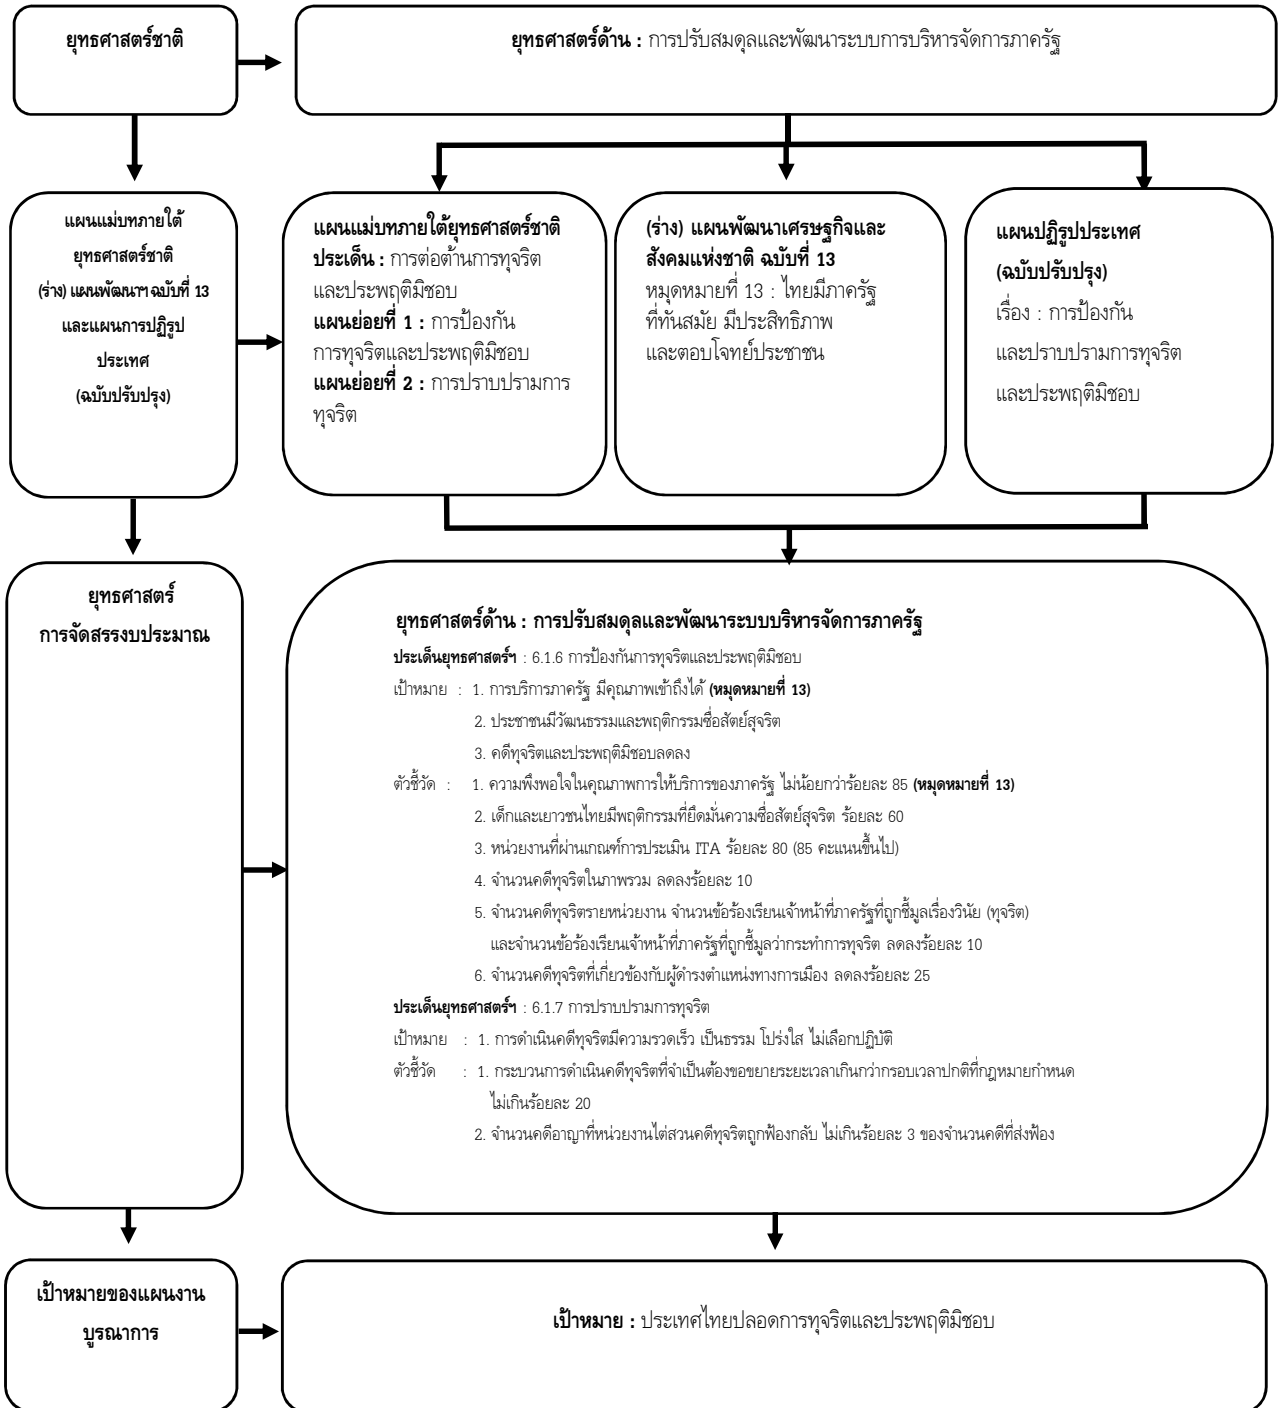 ยุทธศาสตร์ชาติ
ยุทธศาสตร์ด้าน : การปรับสมดุลและพัฒนาระบบการบริหารจัดการภาครัฐ
แผนแม่บทภายใต้
ยุทธศาสตร์ชาติ
(ร่าง) แผนพัฒนาฯ ฉบับที่ 13
และแผนการปฏิรูป
ประเทศ
(ฉบับปรับปรุง)
แผนแม่บทภายใต้ยุทธศาสตร์ชาติ
ประเด็น : การต่อต้านการทุจริต
และประพฤติมิชอบ
แผนย่อยที่ 1 : การป้องกัน
การทุจริตและประพฤติมิชอบ
แผนย่อยที่ 2 : การปราบปรามการ
ทุจริต
(ร่าง) แผนพัฒนาเศรษฐกิจและ
สังคมแห่งชาติ ฉบับที่ 13
หมุดหมายที่ 13 : ไทยมีภาครัฐ
ที่ทันสมัย มีประสิทธิภาพ
และตอบโจทย์ประชาชน
แผนปฏิรูปประเทศ
(ฉบับปรับปรุง)
เรื่อง : การป้องกัน
และปราบปรามการทุจริต
และประพฤติมิชอบ
ยุทธศาสตร์
การจัดสรรงบประมาณ
ยุทธศาสตร์ด้าน : การปรับสมดุลและพัฒนาระบบบริหารจัดการภาครัฐ
ประเด็นยุทธศาสตร์ฯ : 6.1.6 การป้องกันการทุจริตและประพฤติมิชอบ
เป้าหมาย : 1. การบริการภาครัฐ มีคุณภาพเข้าถึงได้ (หมุดหมายที่ 13)
2. ประชาชนมีวัฒนธรรมและพฤติกรรมซื่อสัตย์สุจริต
3. คดีทุจริตและประพฤติมิชอบลดลง
ตัวชี้วัด : 1. ความพึงพอใจในคุณภาพการให้บริการของภาครัฐ ไม่น้อยกว่าร้อยละ 85 (หมุดหมายที่ 13)
2. เด็กและเยาวชนไทยมีพฤติกรรมที่ยึดมั่นความซื่อสัตย์สุจริต ร้อยละ 60
3. หน่วยงานที่ผ่านเกณฑ์การประเมิน ITA ร้อยละ 80 (85 คะแนนขึ้นไป)
4. จำนวนคดีทุจริตในภาพรวม ลดลงร้อยละ 10
5. จำนวนคดีทุจริตรายหน่วยงาน จำนวนข้อร้องเรียนเจ้าหน้าที่ภาครัฐที่ถูกชี้มูลเรื่องวินัย (ทุจริต)
และจำนวนข้อร้องเรียนเจ้าหน้าที่ภาครัฐที่ถูกชี้มูลว่ากระทำการทุจริต ลดลงร้อยละ 10
6. จำนวนคดีทุจริตที่เกี่ยวข้องกับผู้ดำรงตำแหน่งทางการเมือง ลดลงร้อยละ 25
ประเด็นยุทธศาสตร์ฯ : 6.1.7 การปราบปรามการทุจริต
เป้าหมาย : 1. การดำเนินคดีทุจริตมีความรวดเร็ว เป็นธรรม โปร่งใส ไม่เลือกปฏิบัติ
ตัวชี้วัด : 1. กระบวนการดำเนินคดีทุจริตที่จำเป็นต้องขอขยายระยะเวลาเกินกว่ากรอบเวลาปกติที่กฎหมายกำหนด
ไม่เกินร้อยละ 20
2. จำนวนคดีอาญาที่หน่วยงานไต่สวนคดีทุจริตถูกฟ้องกลับ ไม่เกินร้อยละ 3 ของจำนวนคดีที่ส่งฟ้อง
เป้าหมายของแผนงาน
บูรณาการ
เป้าหมาย : ประเทศไทยปลอดการทุจริตและประพฤติมิชอบ